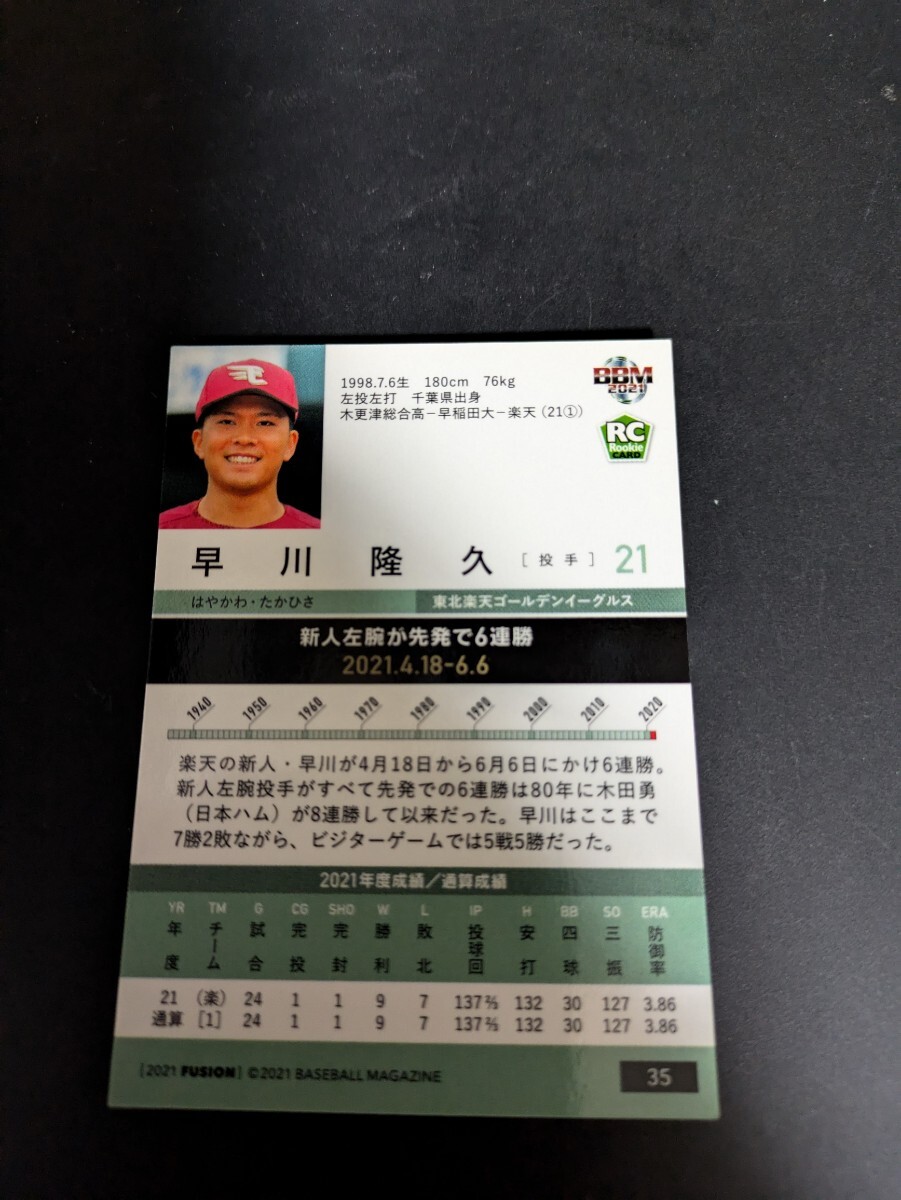 1998.7.6生 180cm 76kg
左投左打 千葉県出身
木更津総合高−早稲田大−楽天（21①）
BBM
2021
RC
Rookie
CARD
早川隆久 ［投手］ 21
はやかわ・たかひさ 東北楽天ゴールデンイーグルス
新人左腕が先発で6連勝
2021.4.18-6.6
1940 1950 1960 1970 1980 1990 2000 2010 2020
楽天の新人・早川が4月18日から6月6日にかけ6連勝。
新人左腕投手がすべて先発での6連勝は80年に木田勇
（日本ハム）が8連勝して以来だった。早川はここまで
7勝2敗ながら、ビジターゲームでは5戦5勝だった。
2021年度成績／通算成績
YR TM G CG SHO W L IP H BB SO ERA
年度 チーム 試合 完投 完封 勝利 敗北 投球回 安打 四球 三振 防御率
21 （楽） 24 1 1 9 7 137⅔ 132 30 127 3.86
通算 [1] 24 1 1 9 7 137⅔ 132 30 127 3.86
[2021 FUSION] ©2021 BASEBALL MAGAZINE
35